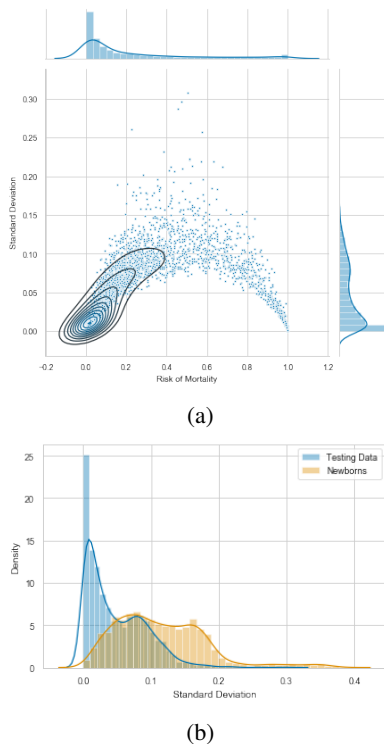 0.30
0.25
0.20
0.15
0.10
0.05
0.00
Standard Deviation
−0.2 0.0 0.2 0.4 0.6 0.8 1.0 1.2
Risk of Mortality
(a)
Testing Data
Newborns
25
20
15
10
5
0
Density
0.0 0.1 0.2 0.3 0.4
Standard Deviation
(b)